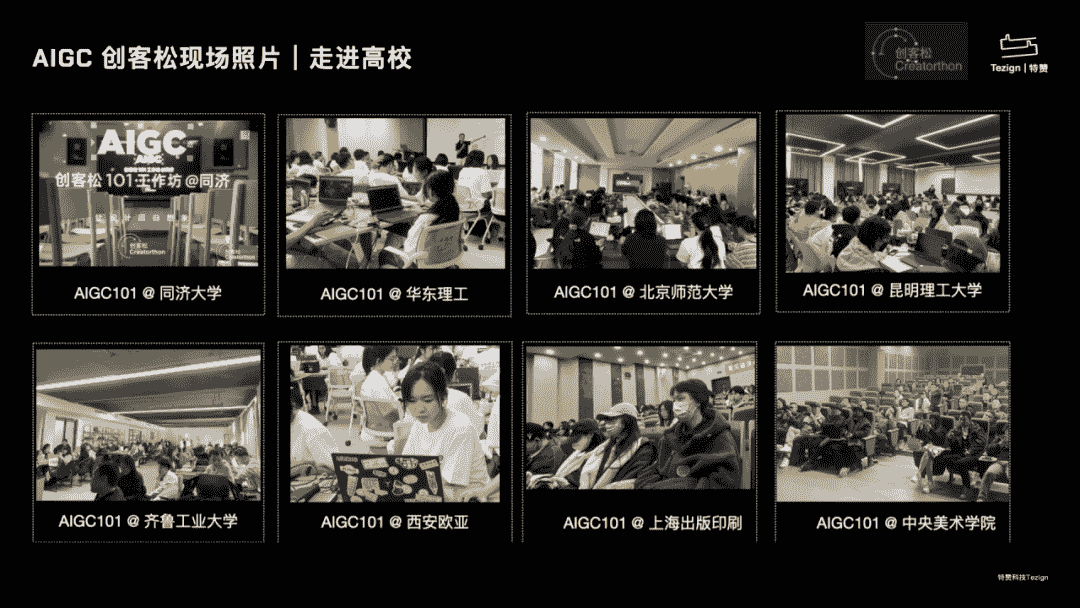 AIGC 创客松现场照片｜走进高校
创客松
Creatorthon
Tezign | 特赞
AIGC
AIGC
创客松 101 工作坊 @同济
创客松
Creatorthon
AIGC101 @ 同济大学
AIGC101 @ 华东理工
AIGC101 @ 北京师范大学
AIGC101 @ 昆明理工大学
AIGC101 @ 齐鲁工业大学
AIGC101 @ 西安欧亚
AIGC101 @ 上海出版印刷
AIGC101 @ 中央美术学院
特赞科技Tezign